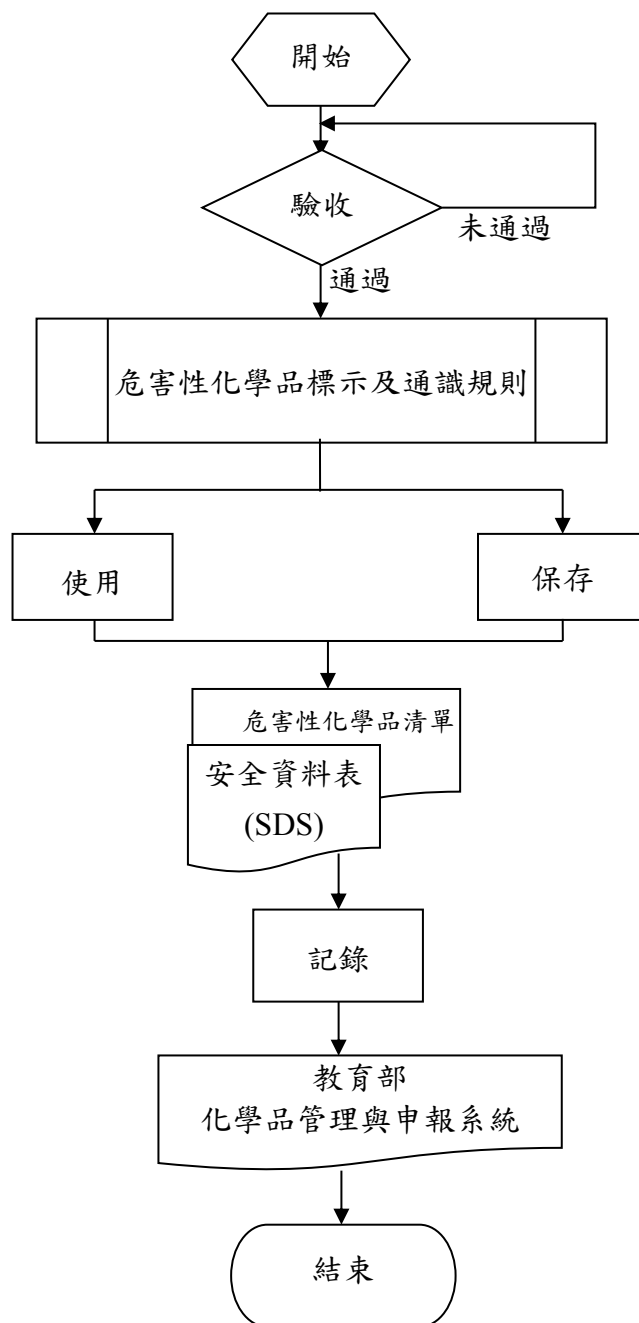 開始
驗收
未通過
通過
危害性化學品標示及通識規則
使用
保存
危害性化學品清單
安全資料表
(SDS)
記錄
教育部
化學品管理與申報系統
結束